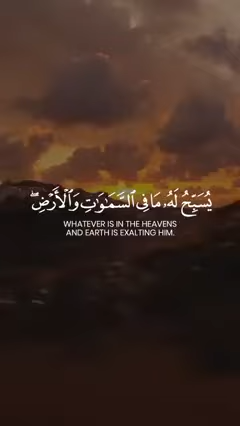 يُسَبِّحُ لَهُۥ مَا فِى ٱلسَّمَٰوَٰتِ وَٱلْأَرْضِ ۖ
WHATEVER IS IN THE HEAVENS
AND EARTH IS EXALTING HIM.